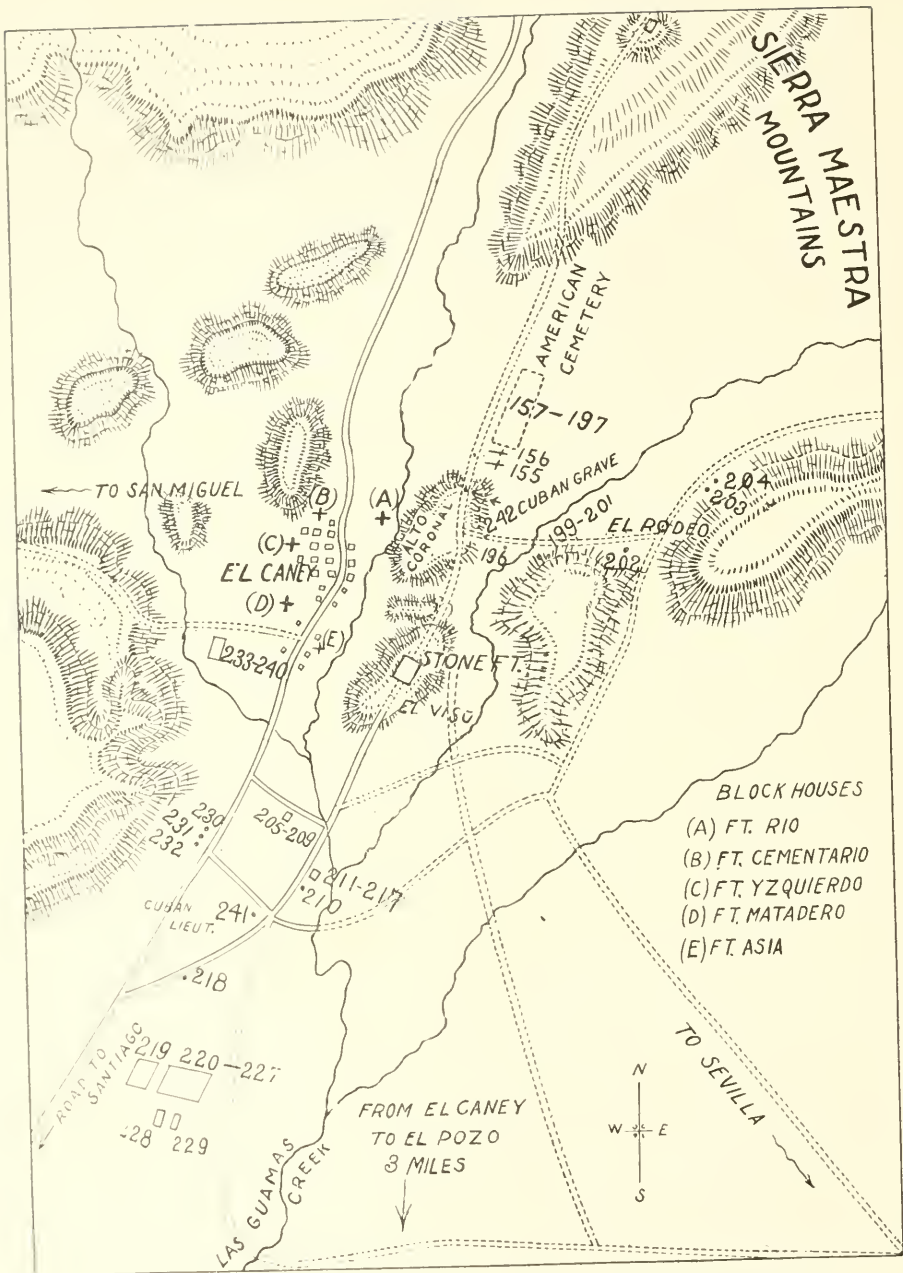 SIERRA MAESTRA
MOUNTAINS
AMERICAN
CEMETERY
157-197
156
155
242 CUBAN GRAVE
TO SAN MIGUEL
(B)
(A)
(C)
EL CANEY
(D)
(E)
ALTO
CORONAL
196
199-201
EL RODEO
202
204
203
233-240
STONE FT.
EL VISO
230
231
232
205-209
211-217
210
CUBAN
LIEUT.
241
218
BLOCK HOUSES
(A) FT. RIO
(B) FT. CEMENTARIO
(C) FT. YZQUIERDO
(D) FT. MATADERO
(E) FT. ASIA
ROAD TO
SANTIAGO
219 220-227
28 229
LAS GUAMAS
CREEK
FROM EL CANEY
TO EL POZO
3 MILES
N
W E
S
TO SEVILLA